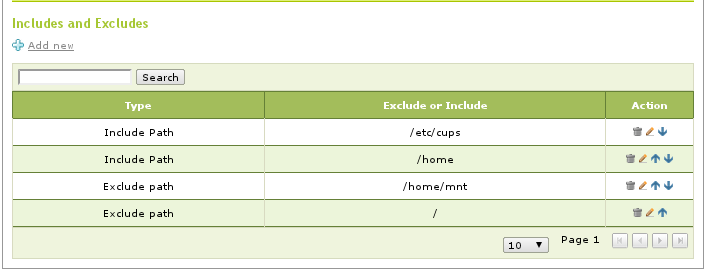 Includes and Excludes
Add new
Search
Type Exclude or Include Action
Include Path /etc/cups
Include Path /home
Exclude path /home/mnt
Exclude path /
10 Page 1